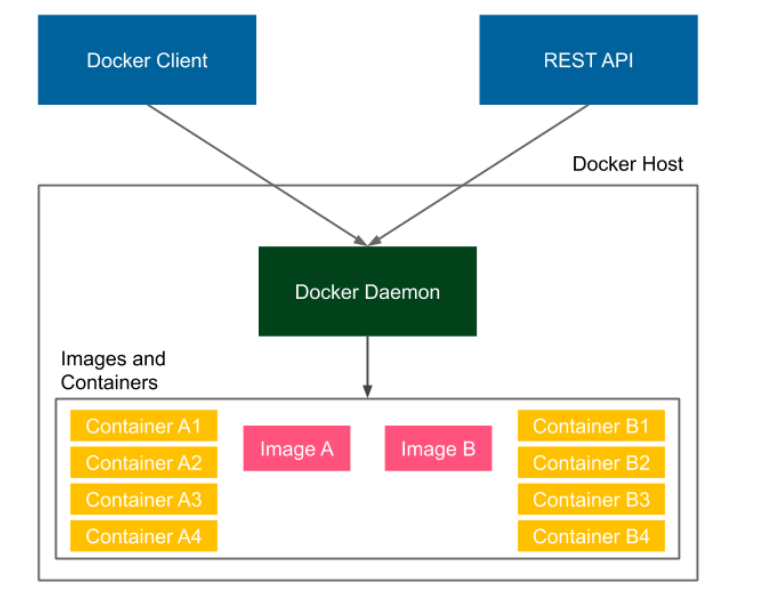 Docker Client
REST API
Docker Host
Docker Daemon
Images and
Containers
Container A1
Container A2
Container A3
Container A4
Image A
Image B
Container B1
Container B2
Container B3
Container B4